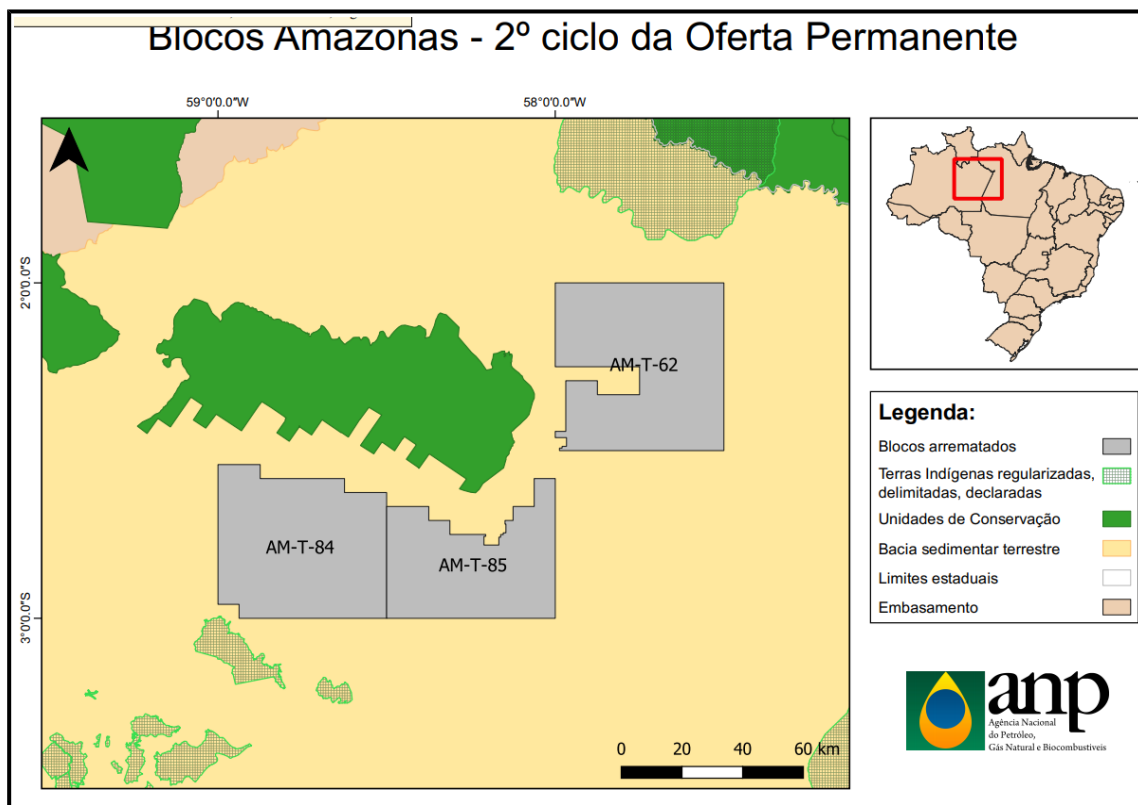 Blocos Amazonas - 2º ciclo da Oferta Permanente
59°0'0.0"W
58°0'0.0"W
2°0'0.0"S
3°0'0.0"S
AM-T-62
AM-T-84
AM-T-85
0 20 40 60 km
Legenda:
Blocos arrematados
Terras Indígenas regularizadas,
delimitadas, declaradas
Unidades de Conservação
Bacia sedimentar terrestre
Limites estaduais
Embasamento
anp
Agência Nacional
do Petróleo,
Gás Natural e Biocombustíveis